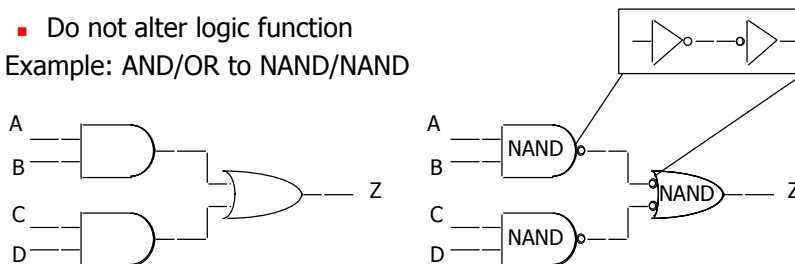 ▪ Do not alter logic function
Example: AND/OR to NAND/NAND
A
B
C
D
Z
A
B
C
D
NAND
NAND
NAND
Z